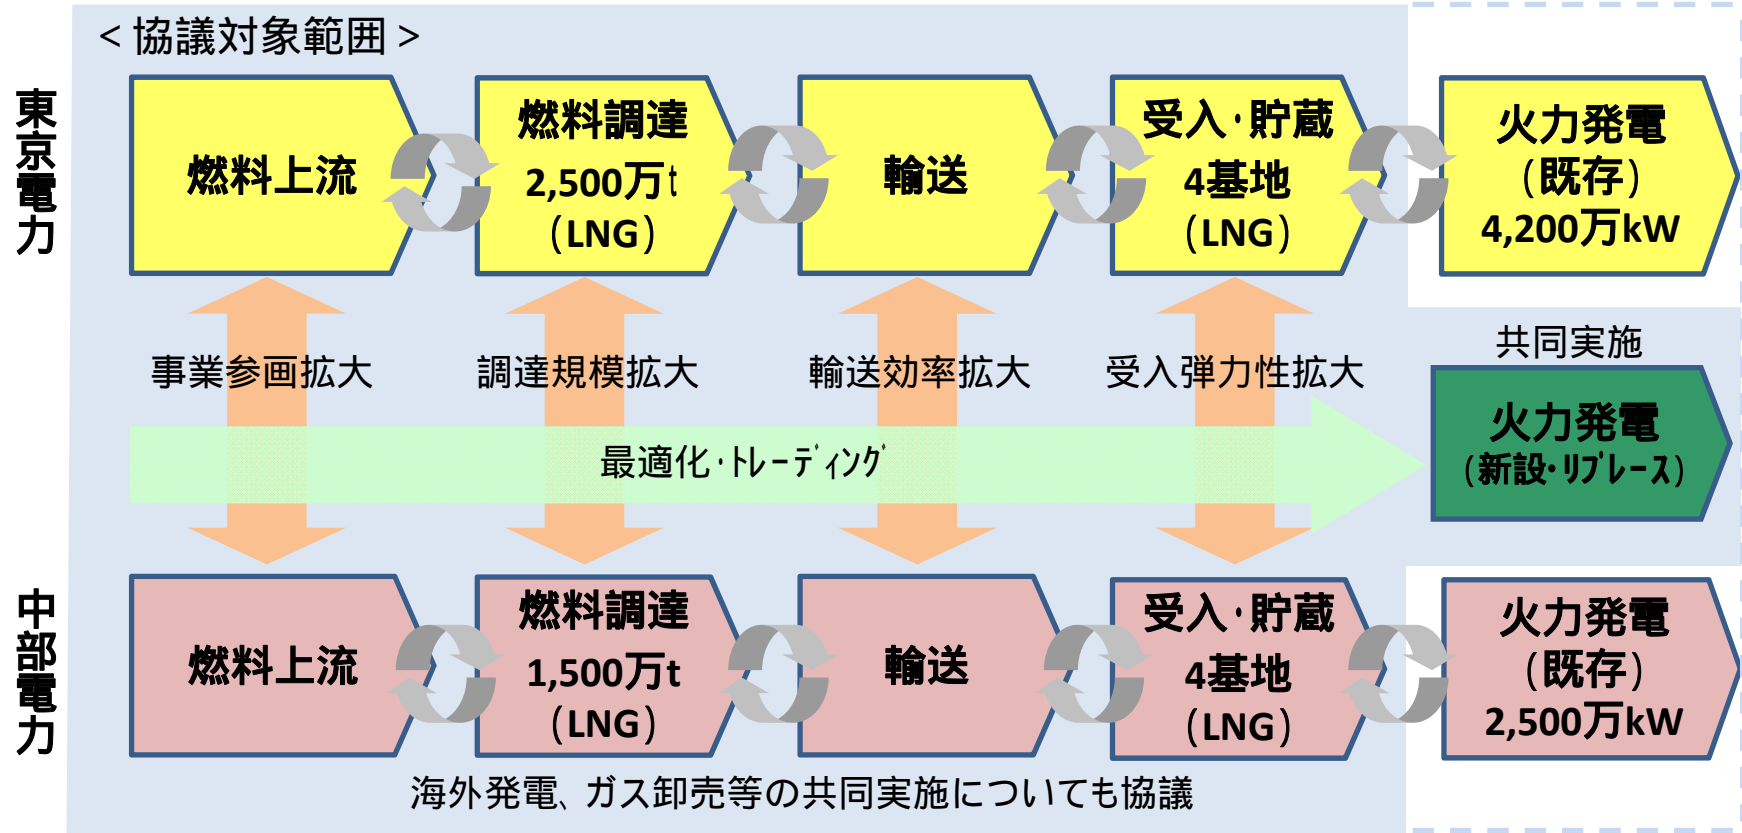 ＜協議対象範囲＞
東京電力
燃料上流
燃料調達
2,500万t
(LNG)
輸送
受入・貯蔵
4基地
(LNG)
火力発電
(既存)
4,200万kW
事業参画拡大
調達規模拡大
輸送効率拡大
受入弾力性拡大
共同実施
最適化・ﾄﾚｰﾃﾞｨﾝｸﾞ
火力発電
(新設・ﾘﾌﾟﾚｰｽ)
中部電力
燃料上流
燃料調達
1,500万t
(LNG)
輸送
受入・貯蔵
4基地
(LNG)
火力発電
(既存)
2,500万kW
海外発電、ガス卸売等の共同実施についても協議